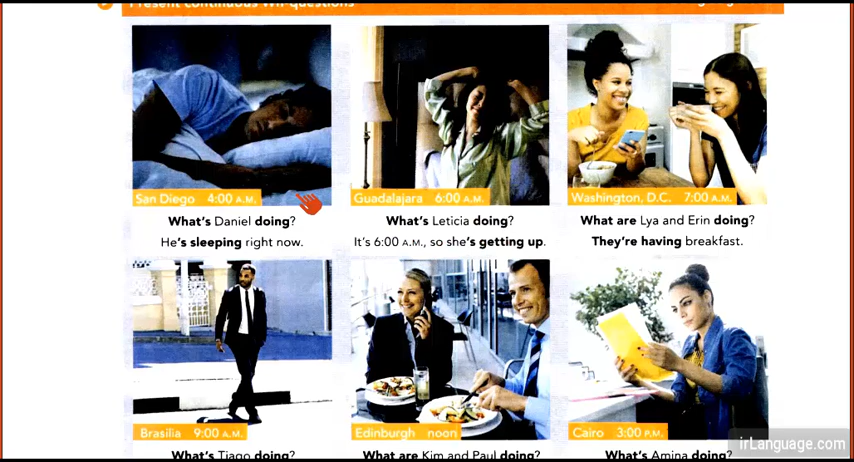 Present continuous Wh-questions
San Diego 4:00 A.M.
Guadalajara 6:00 A.M.
Washington, D.C. 7:00 A.M.
What's Daniel doing?
What's Leticia doing?
What are Lya and Erin doing?
He's sleeping right now.
It's 6:00 A.M., so she's getting up.
They're having breakfast.
Brasilia 9:00 A.M.
Edinburgh noon
Cairo 3:00 P.M.
What's Tiago doing?
What are Kim and Paul doing?
What's Amina doing?
irLanguage.com